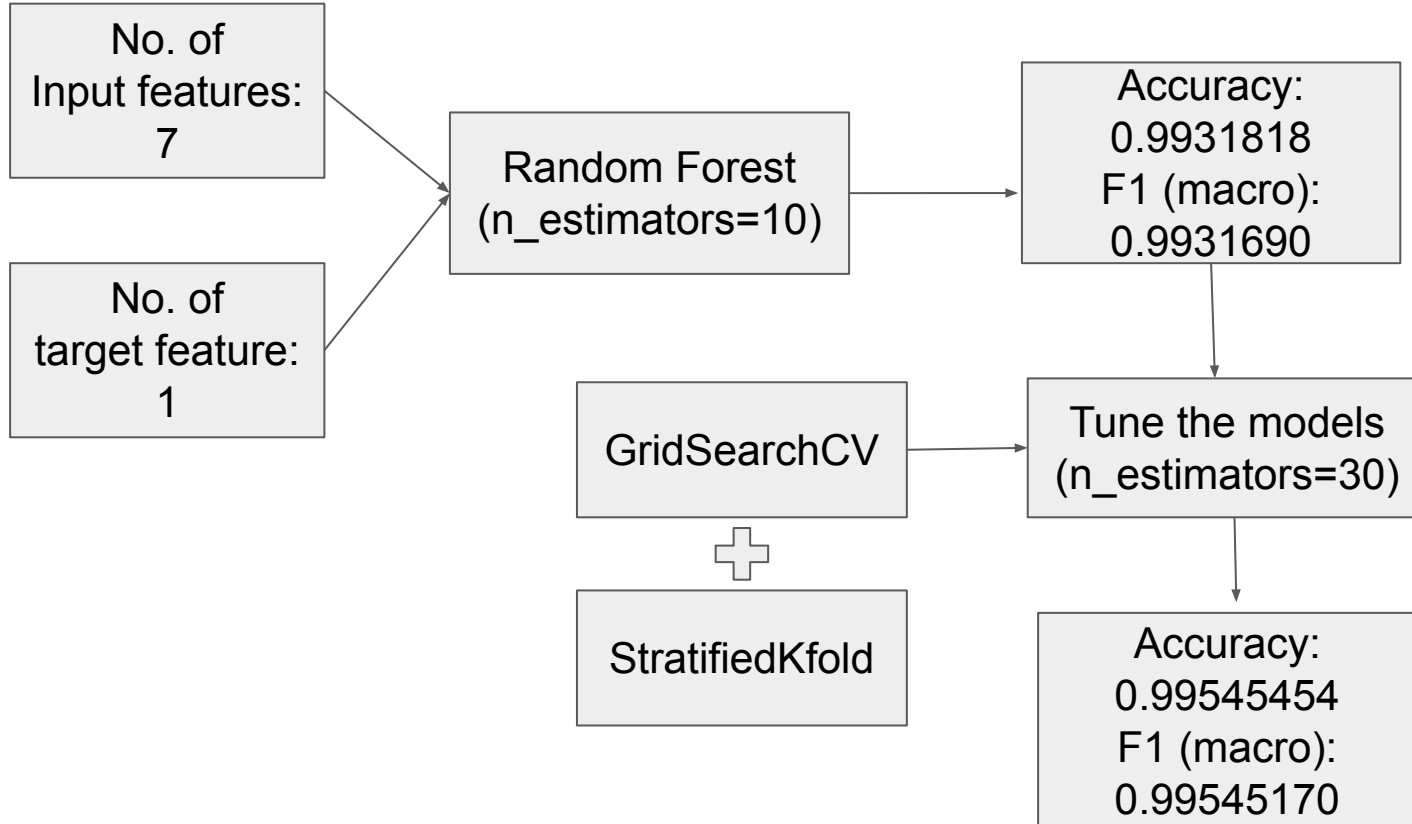 No. of
Input features:
7
No. of
target feature:
1
Random Forest
(n_estimators=10)
Accuracy:
0.9931818
F1 (macro):
0.9931690
GridSearchCV
StratifiedKfold
Tune the models
(n_estimators=30)
Accuracy:
0.99545454
F1 (macro):
0.99545170